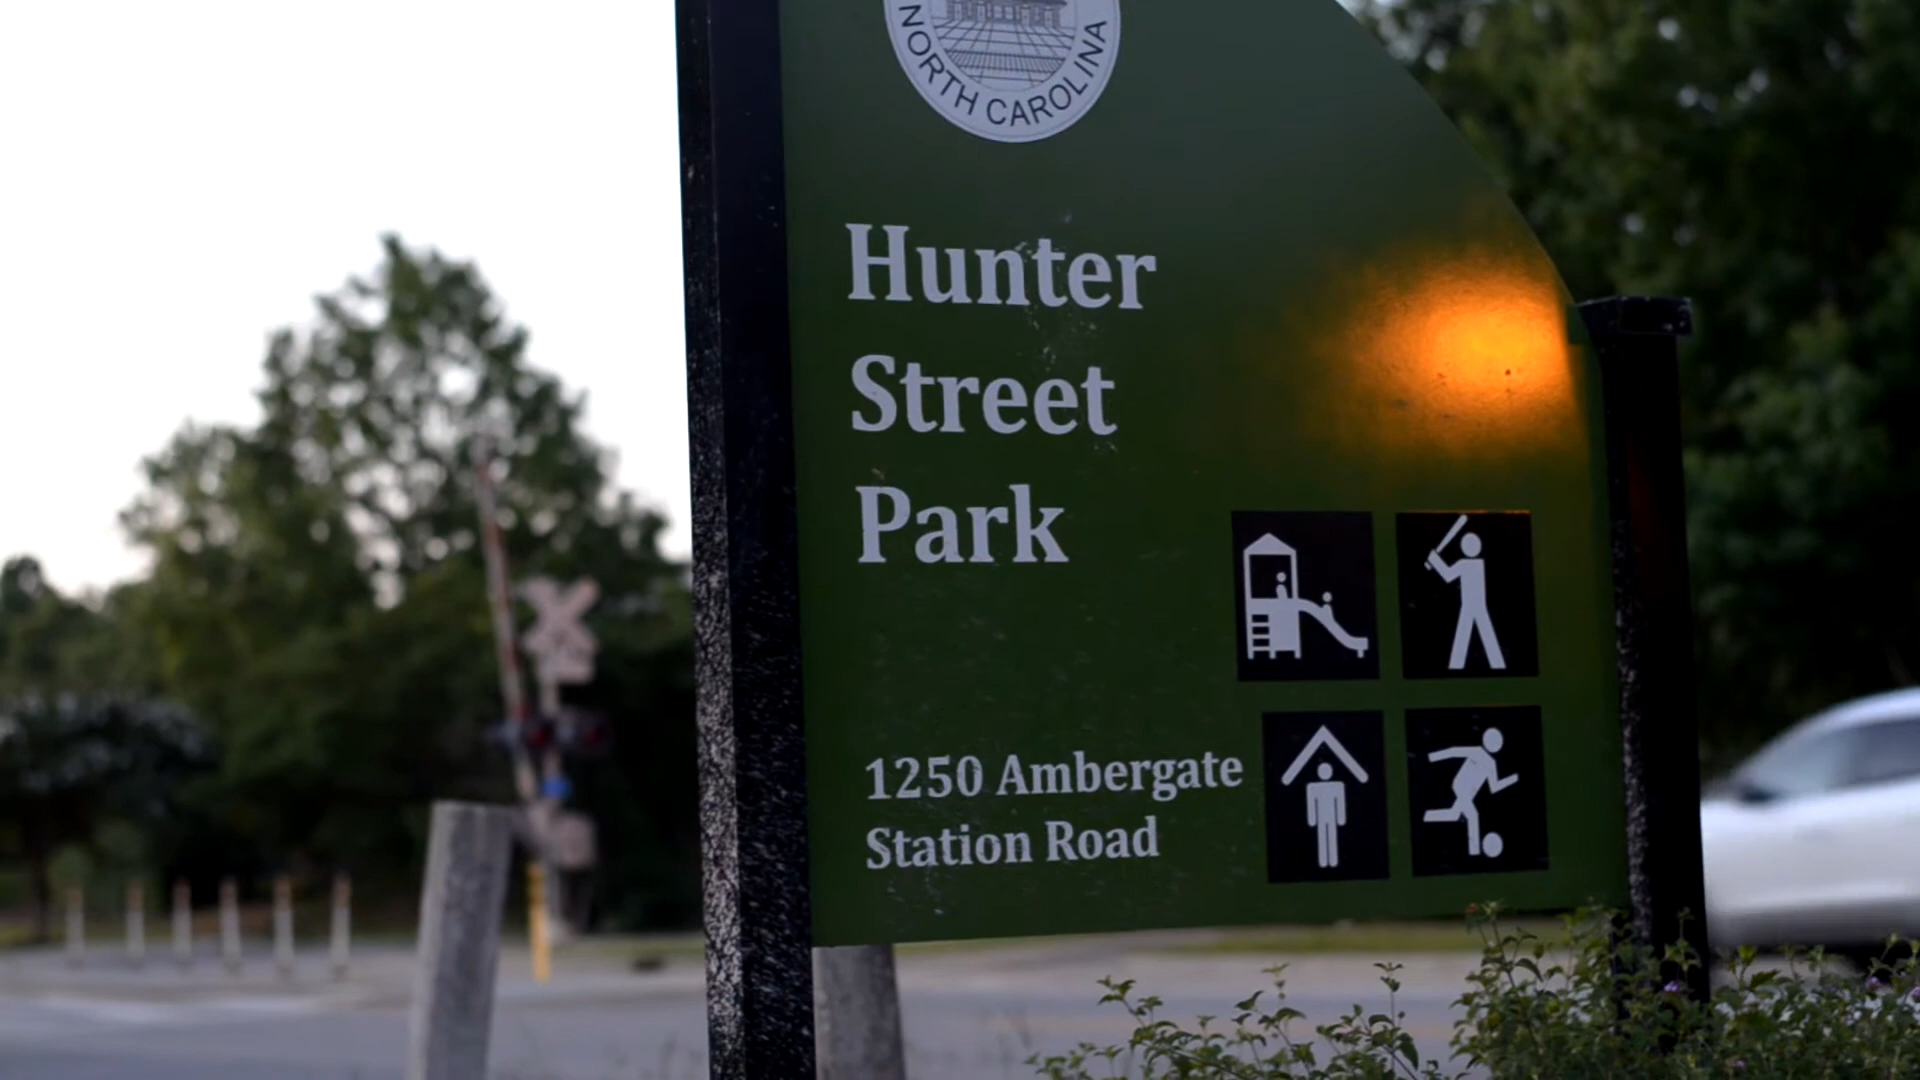 NORTH CAROLINA
Hunter
Street
Park
1250 Ambergate
Station Road